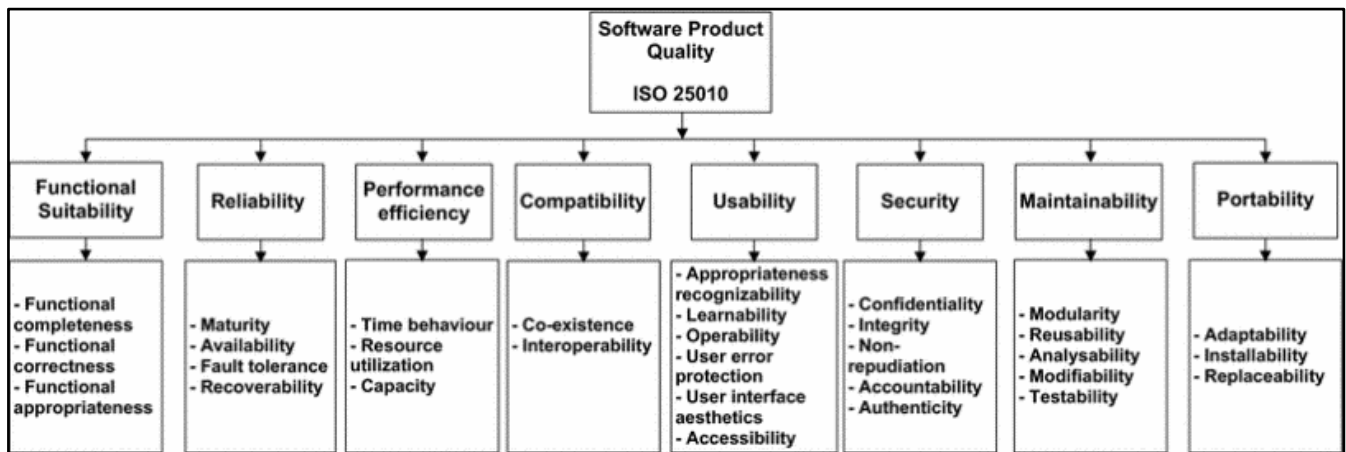 Software Product
Quality
ISO 25010
Functional
Suitability
Reliability
Performance
efficiency
Compatibility
Usability
Security
Maintainability
Portability
- Functional
completeness
- Functional
correctness
- Functional
appropriateness
- Maturity
- Availability
- Fault tolerance
- Recoverability
- Time behaviour
- Resource
utilization
- Capacity
- Co-existence
- Interoperability
- Appropriateness
recognizability
- Learnability
- Operability
- User error
protection
- User interface
aesthetics
- Accessibility
- Confidentiality
- Integrity
- Non-
repudiation
- Accountability
- Authenticity
- Modularity
- Reusability
- Analysability
- Modifiability
- Testability
- Adaptability
- Installability
- Replaceability